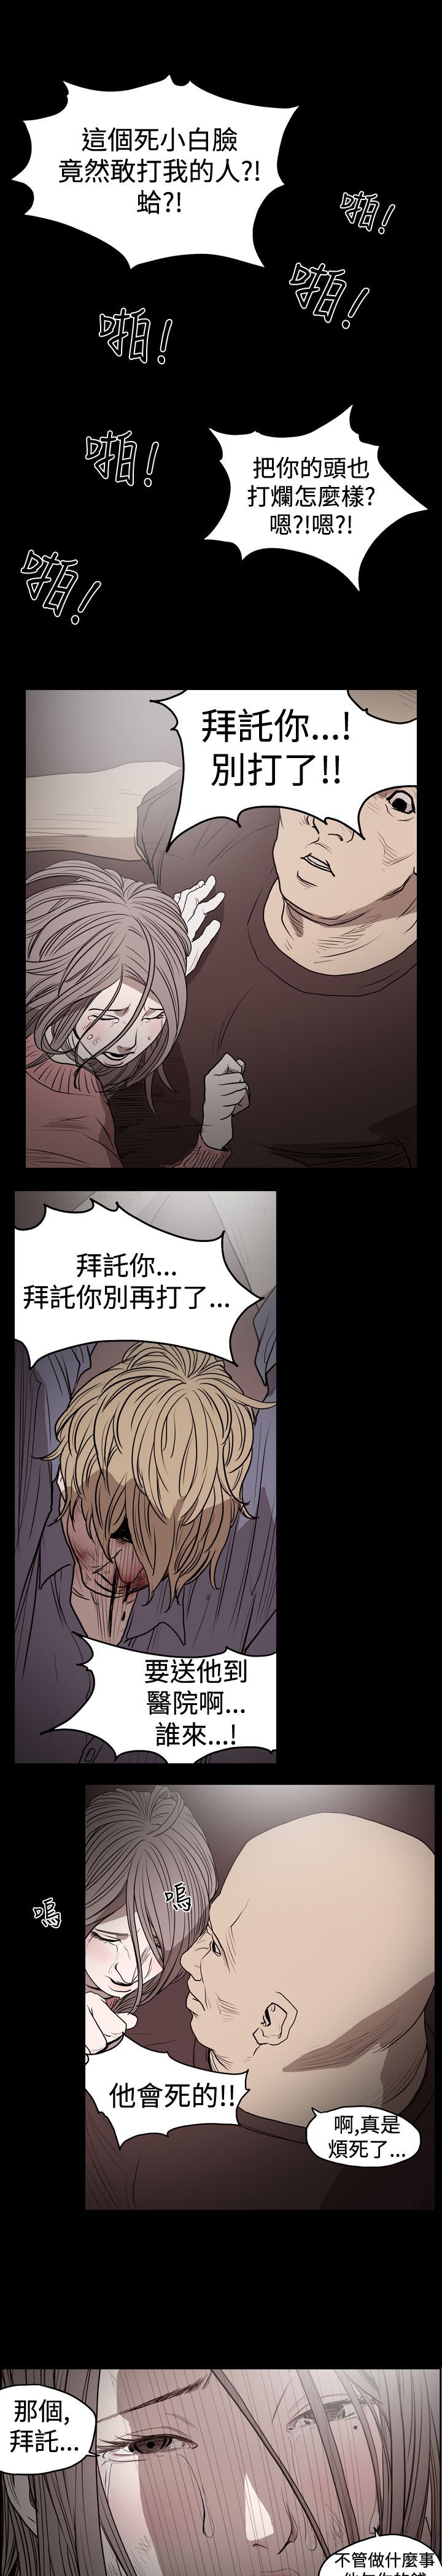 這個死小白臉
竟然敢打我的人?!
蛤?!
啪!
啪!
啪!
啪!
把你的頭也
打爛怎麼樣?
嗯?!嗯?!
啪!
拜託你...!
別打了!!
拜託你...
拜託你別再打了...
要送他到
醫院啊...
誰來...!
嗚
嗚
他會死的!!
啊,真是
煩死了...
那個,
拜託...
不管做什麼事